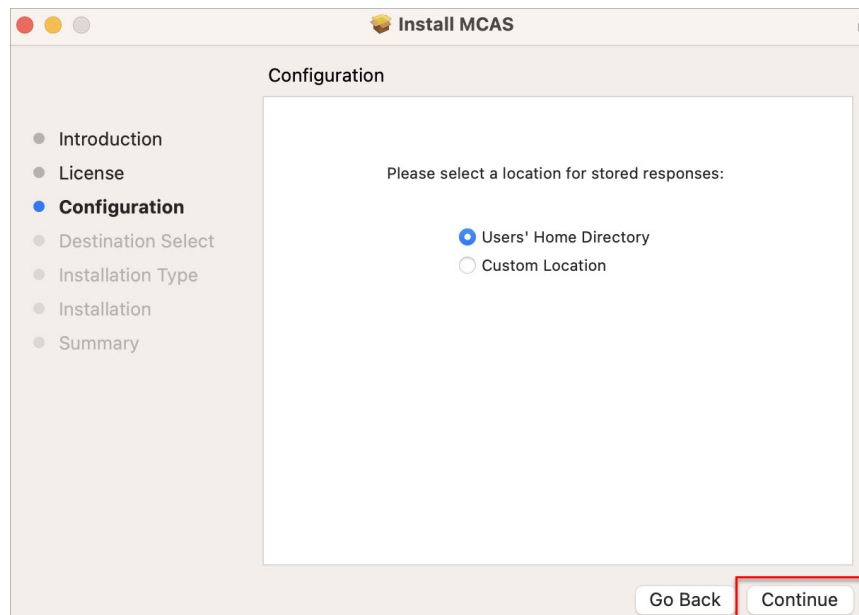 Install MCAS
Configuration
Introduction
License
Configuration
Destination Select
Installation Type
Installation
Summary
Please select a location for stored responses:
Users' Home Directory
Custom Location
Go Back
Continue